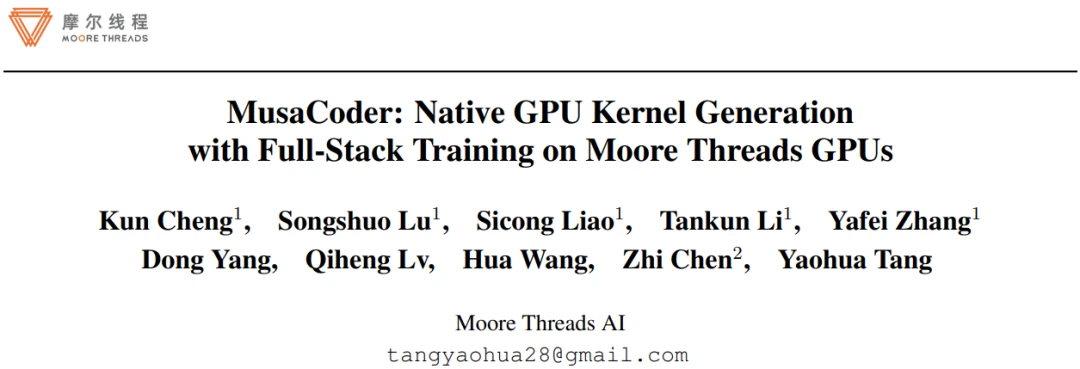 摩尔线程
MOORE THREADS
MusaCoder: Native GPU Kernel Generation
with Full-Stack Training on Moore Threads GPUs
Kun Cheng¹, Songshuo Lu¹, Sicong Liao¹, Tankun Li¹, Yafei Zhang¹
Dong Yang, Qiheng Lv, Hua Wang, Zhi Chen², Yaohua Tang
Moore Threads AI
tangyaohua28@gmail.com